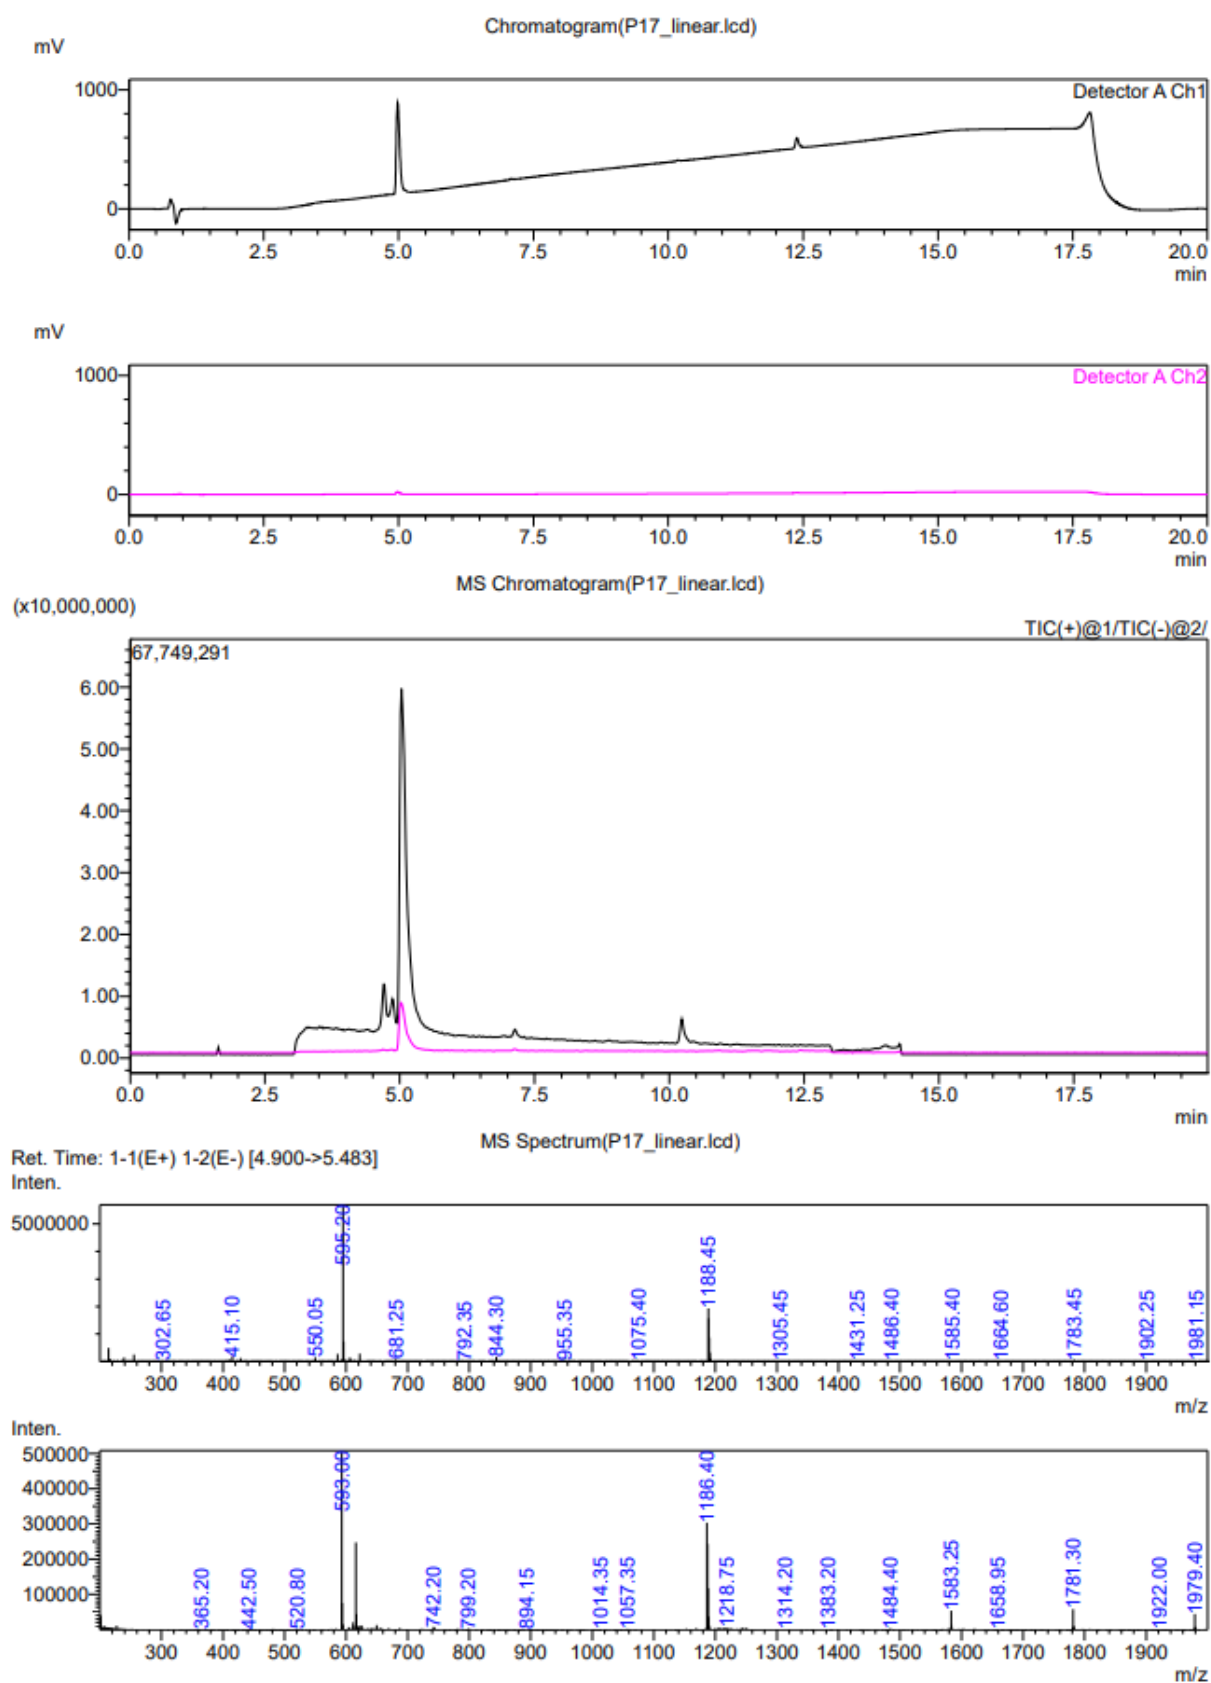 Chromatogram(P17_linear.lcd)
mV
1000
Detector A Ch1
0
0.0 2.5 5.0 7.5 10.0 12.5 15.0 17.5 20.0
min
mV
1000
Detector A Ch2
0
0.0 2.5 5.0 7.5 10.0 12.5 15.0 17.5 20.0
min
MS Chromatogram(P17_linear.lcd)
(x10,000,000)
TIC(+)@1/TIC(-)@2/
67,749,291
6.00
5.00
4.00
3.00
2.00
1.00
0.00
0.0 2.5 5.0 7.5 10.0 12.5 15.0 17.5
min
MS Spectrum(P17_linear.lcd)
Ret. Time: 1-1(E+) 1-2(E-) [4.900->5.483]
Inten.
5000000
302.65 415.10 550.05 595.20 681.25 792.35 844.30 955.35 1075.40 1188.45 1305.45 1431.25 1486.40 1585.40 1664.60 1783.45 1902.25 1981.15
300 400 500 600 700 800 900 1000 1100 1200 1300 1400 1500 1600 1700 1800 1900
m/z
Inten.
500000
400000
300000
200000
100000
365.20 442.50 520.80 593.00 742.20 799.20 894.15 1014.35 1057.35 1186.40 1218.75 1314.20 1383.20 1484.40 1583.25 1658.95 1781.30 1922.00 1979.40
300 400 500 600 700 800 900 1000 1100 1200 1300 1400 1500 1600 1700 1800 1900
m/z